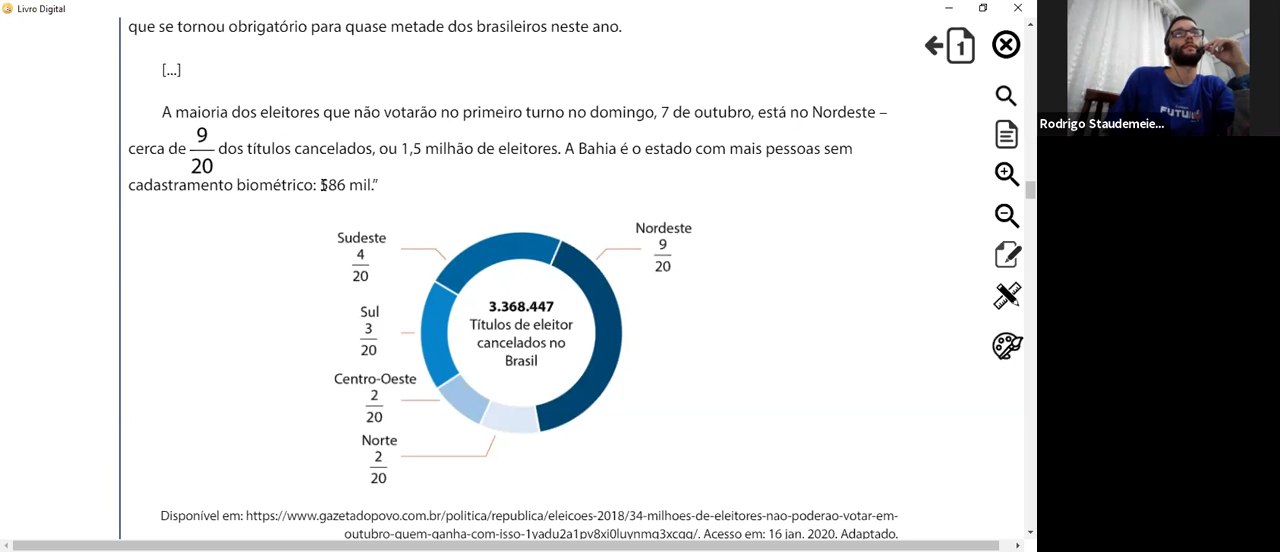 Livro Digital
que se tornou obrigatório para quase metade dos brasileiros neste ano.
[...]
A maioria dos eleitores que não votarão no primeiro turno no domingo, 7 de outubro, está no Nordeste –
cerca de 9/20 dos títulos cancelados, ou 1,5 milhão de eleitores. A Bahia é o estado com mais pessoas sem
cadastramento biométrico: 586 mil.”
Nordeste
9/20
Sudeste
4/20
3.368.447
Títulos de eleitor
cancelados no
Brasil
Sul
3/20
Centro-Oeste
2/20
Norte
2/20
Disponível em: https://www.gazetadopovo.com.br/politica/republica/eleicoes-2018/34-milhoes-de-eleitores-nao-poderao-votar-em-
outubro-quem-ganha-com-isso-1yadu2a1pv8xi0luynmg3xcqq/. Acesso em: 16 jan. 2020. Adaptado.
1
Rodrigo Staudemeie...